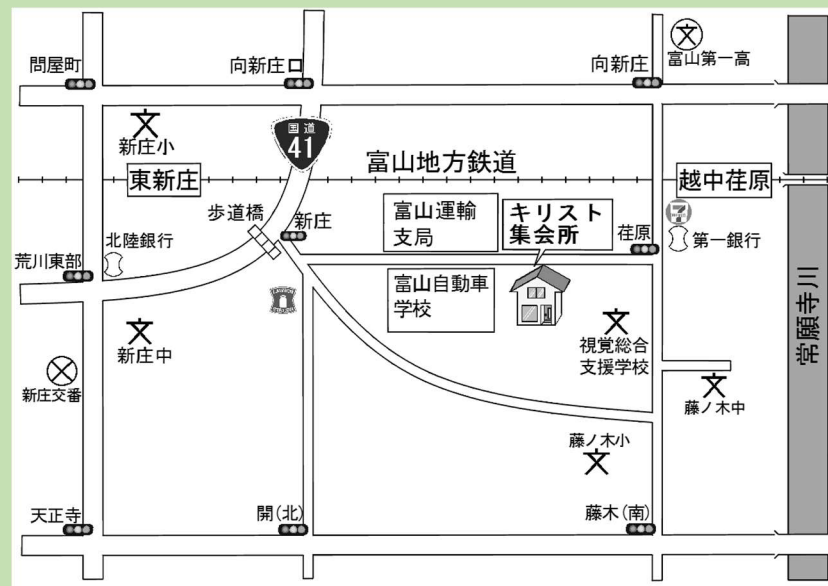 富山第一高
問屋町
向新庄口
向新庄
新庄小
国道
41
富山地方鉄道
東新庄
越中荏原
歩道橋
新庄
富山運輸
支局
キリスト
集会所
荏原
7
第一銀行
北陸銀行
荒川東部
富山自動車
学校
常願寺川
新庄中
視覚総合
支援学校
新庄交番
藤ノ木中
藤ノ木小
天正寺
開(北)
藤木(南)